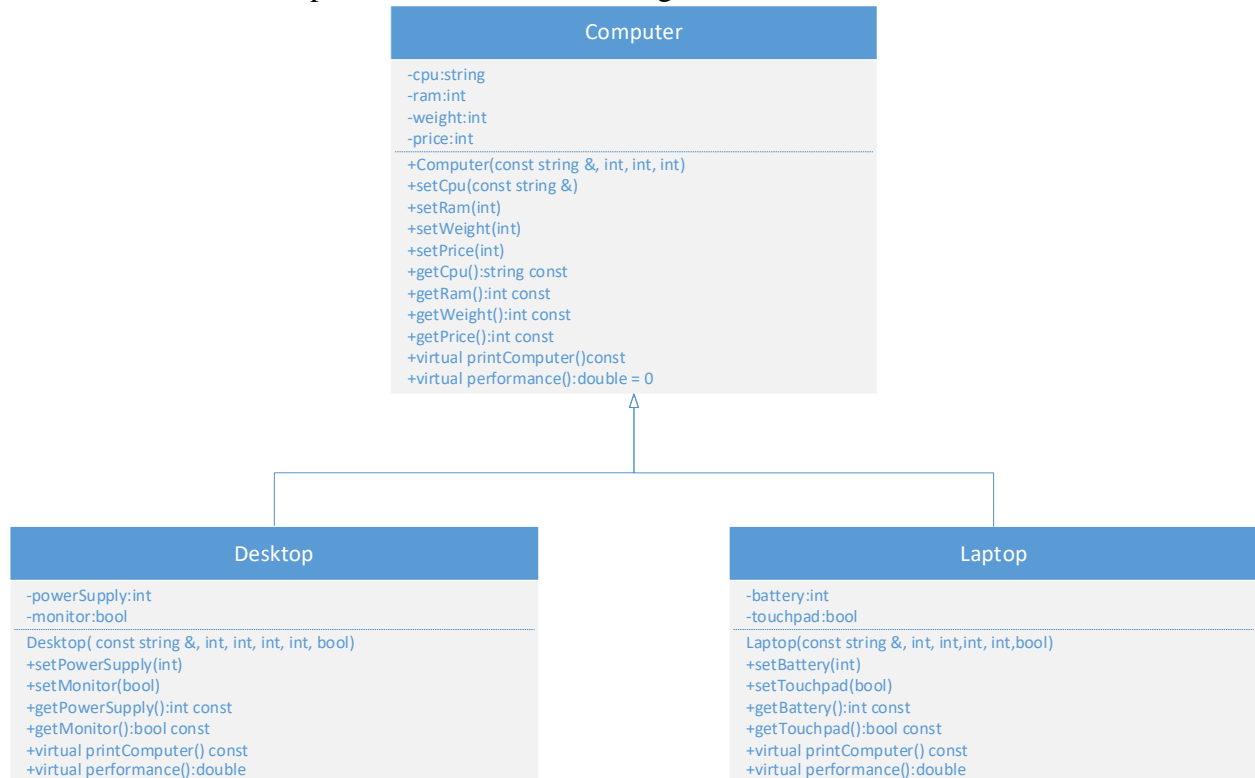 Computer
-cpu:string
-ram:int
-weight:int
-price:int
+Computer(const string &, int, int, int)
+setCpu(const string &)
+setRam(int)
+setWeight(int)
+setPrice(int)
+getCpu():string const
+getRam():int const
+getWeight():int const
+getPrice():int const
+virtual printComputer()const
+virtual performance():double = 0
Desktop
-powerSupply:int
-monitor:bool
Desktop( const string &, int, int, int, int, bool)
+setPowerSupply(int)
+setMonitor(bool)
+getPowerSupply():int const
+getMonitor():bool const
+virtual printComputer() const
+virtual performance():double
Laptop
-battery:int
-touchpad:bool
Laptop(const string &, int, int,int, int,bool)
+setBattery(int)
+setTouchpad(bool)
+getBattery():int const
+getTouchpad():bool const
+virtual printComputer() const
+virtual performance():double